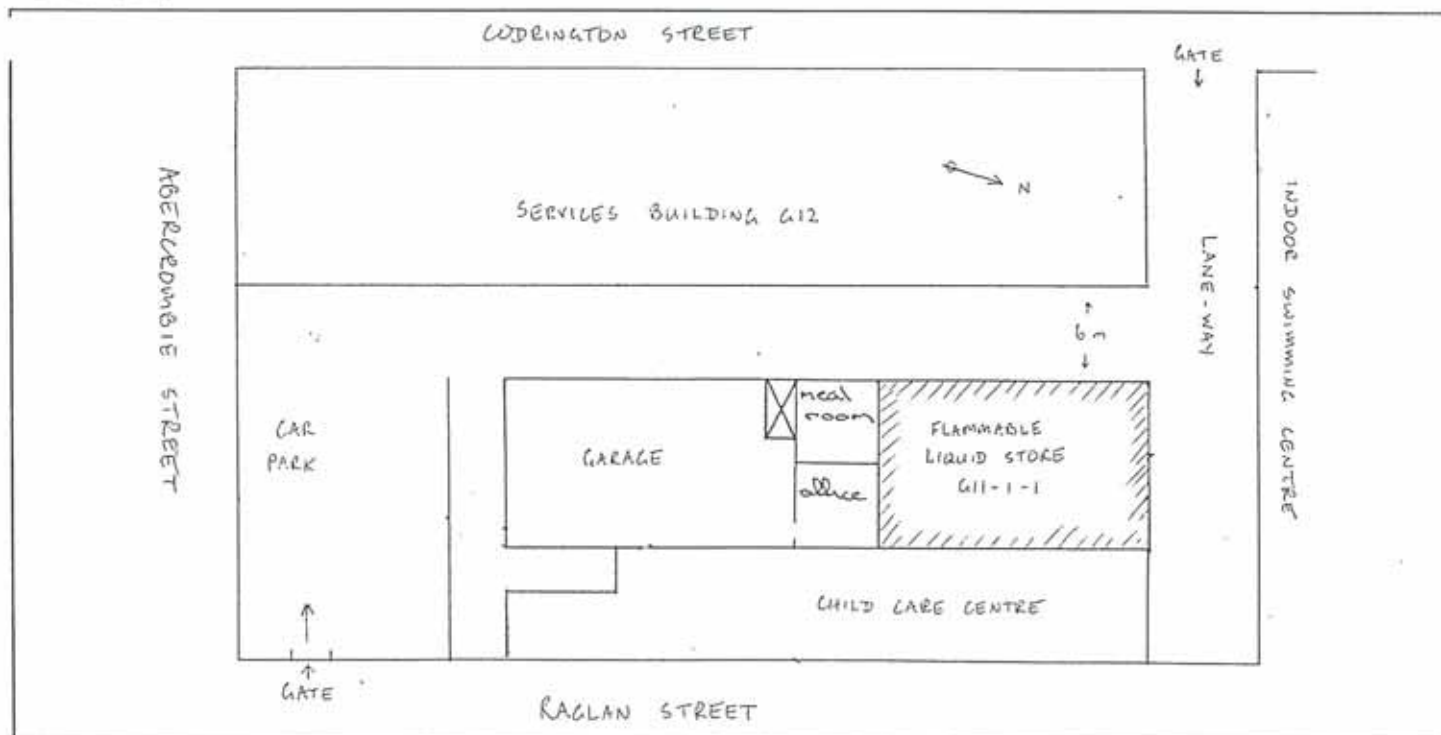 CODRINGTON STREET
GATE
ABERCROMBIE STREET
N
SERVICES BUILDING G12
LANE-WAY
INDOOR SWIMMING CENTRE
6m
CAR
PARK
GARAGE
meal
room
office
FLAMMABLE
LIQUID STORE
G11-1-1
CHILD CARE CENTRE
GATE
RAGLAN STREET